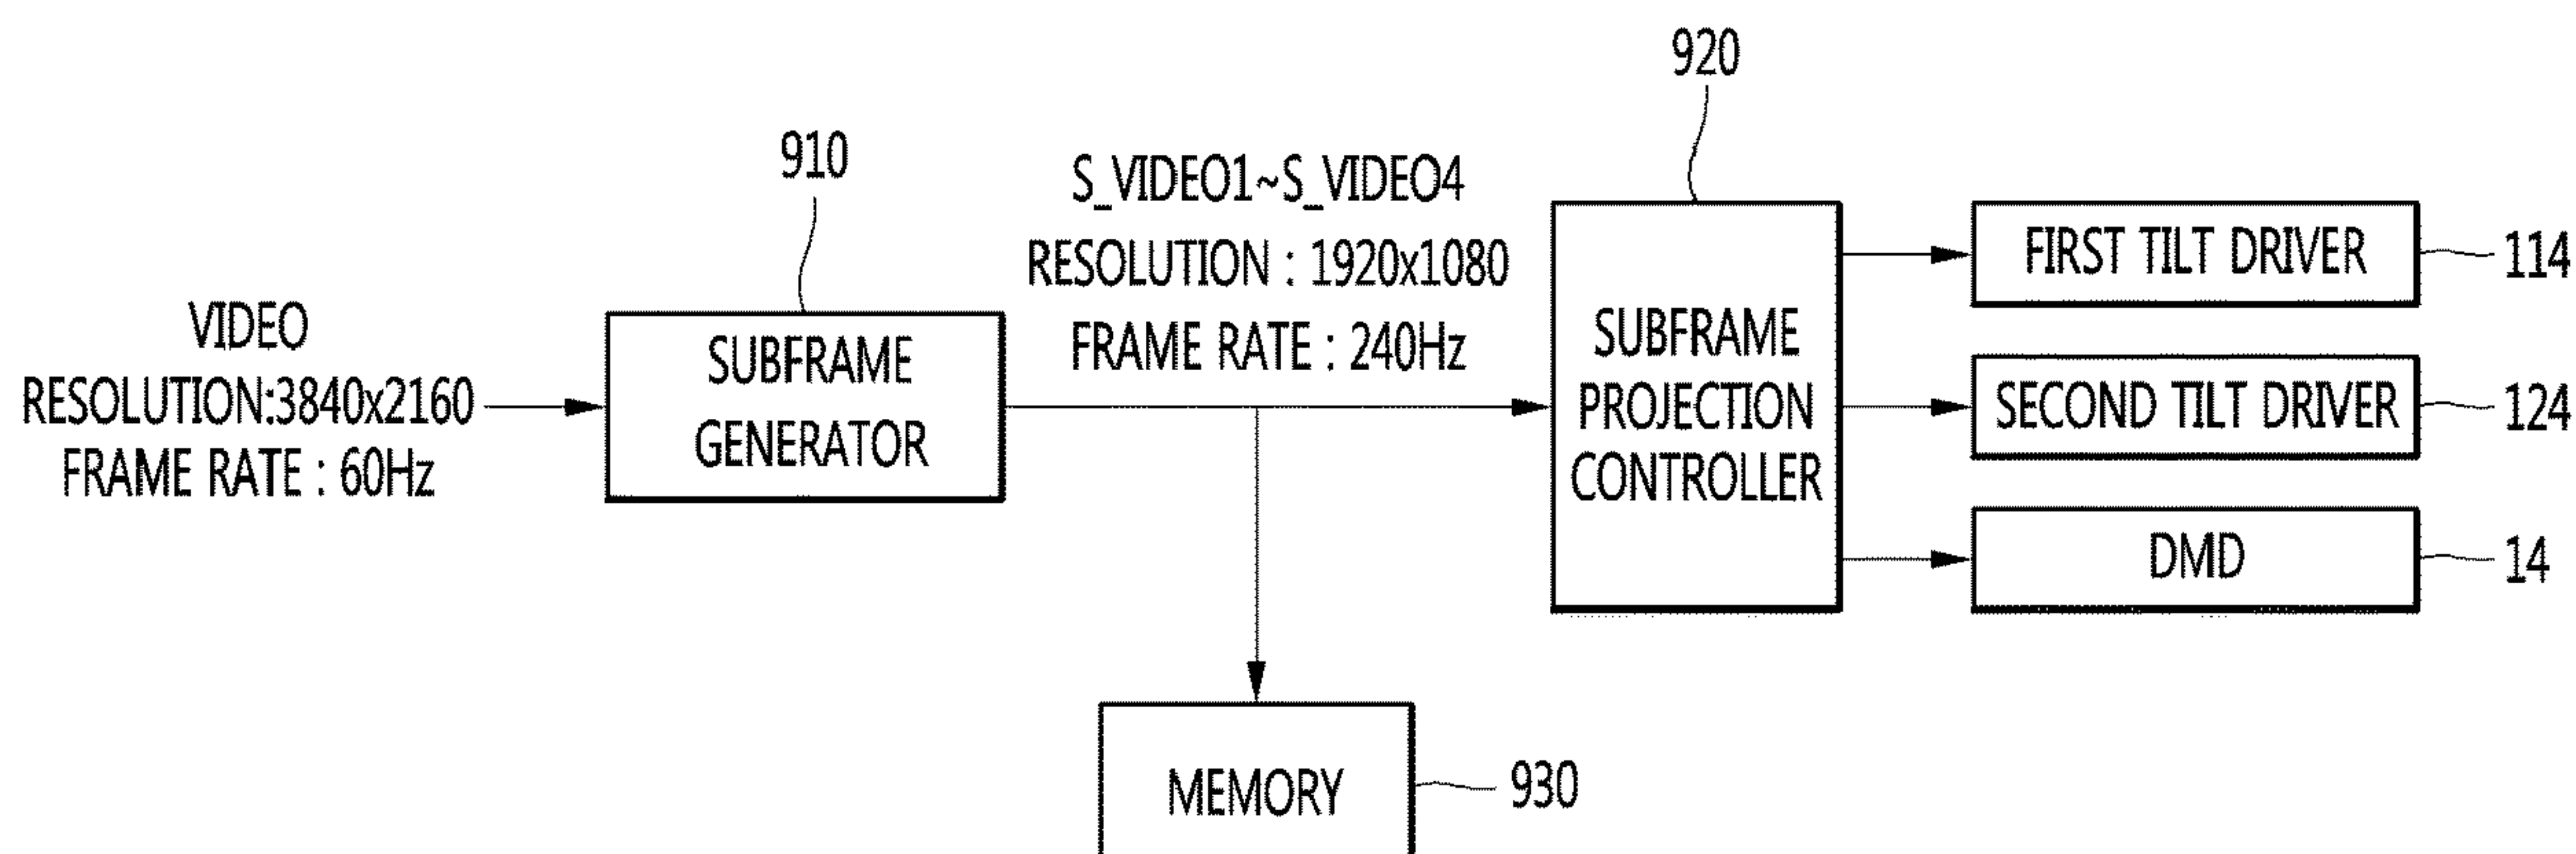 920
910
S_VIDEO1~S_VIDEO4
RESOLUTION : 1920x1080
FRAME RATE : 240Hz
VIDEO
RESOLUTION:3840x2160
FRAME RATE : 60Hz
SUBFRAME
GENERATOR
SUBFRAME
PROJECTION
CONTROLLER
FIRST TILT DRIVER
114
SECOND TILT DRIVER
124
DMD
14
MEMORY
930